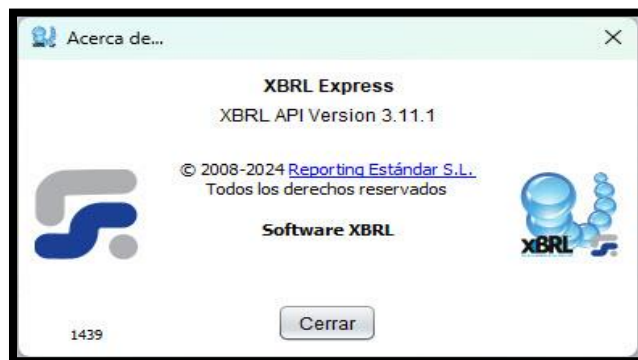 Acerca de...
XBRL Express
XBRL API Version 3.11.1
© 2008-2024 Reporting Estándar S.L.
Todos los derechos reservados
Software XBRL
XBRL
Cerrar
1439